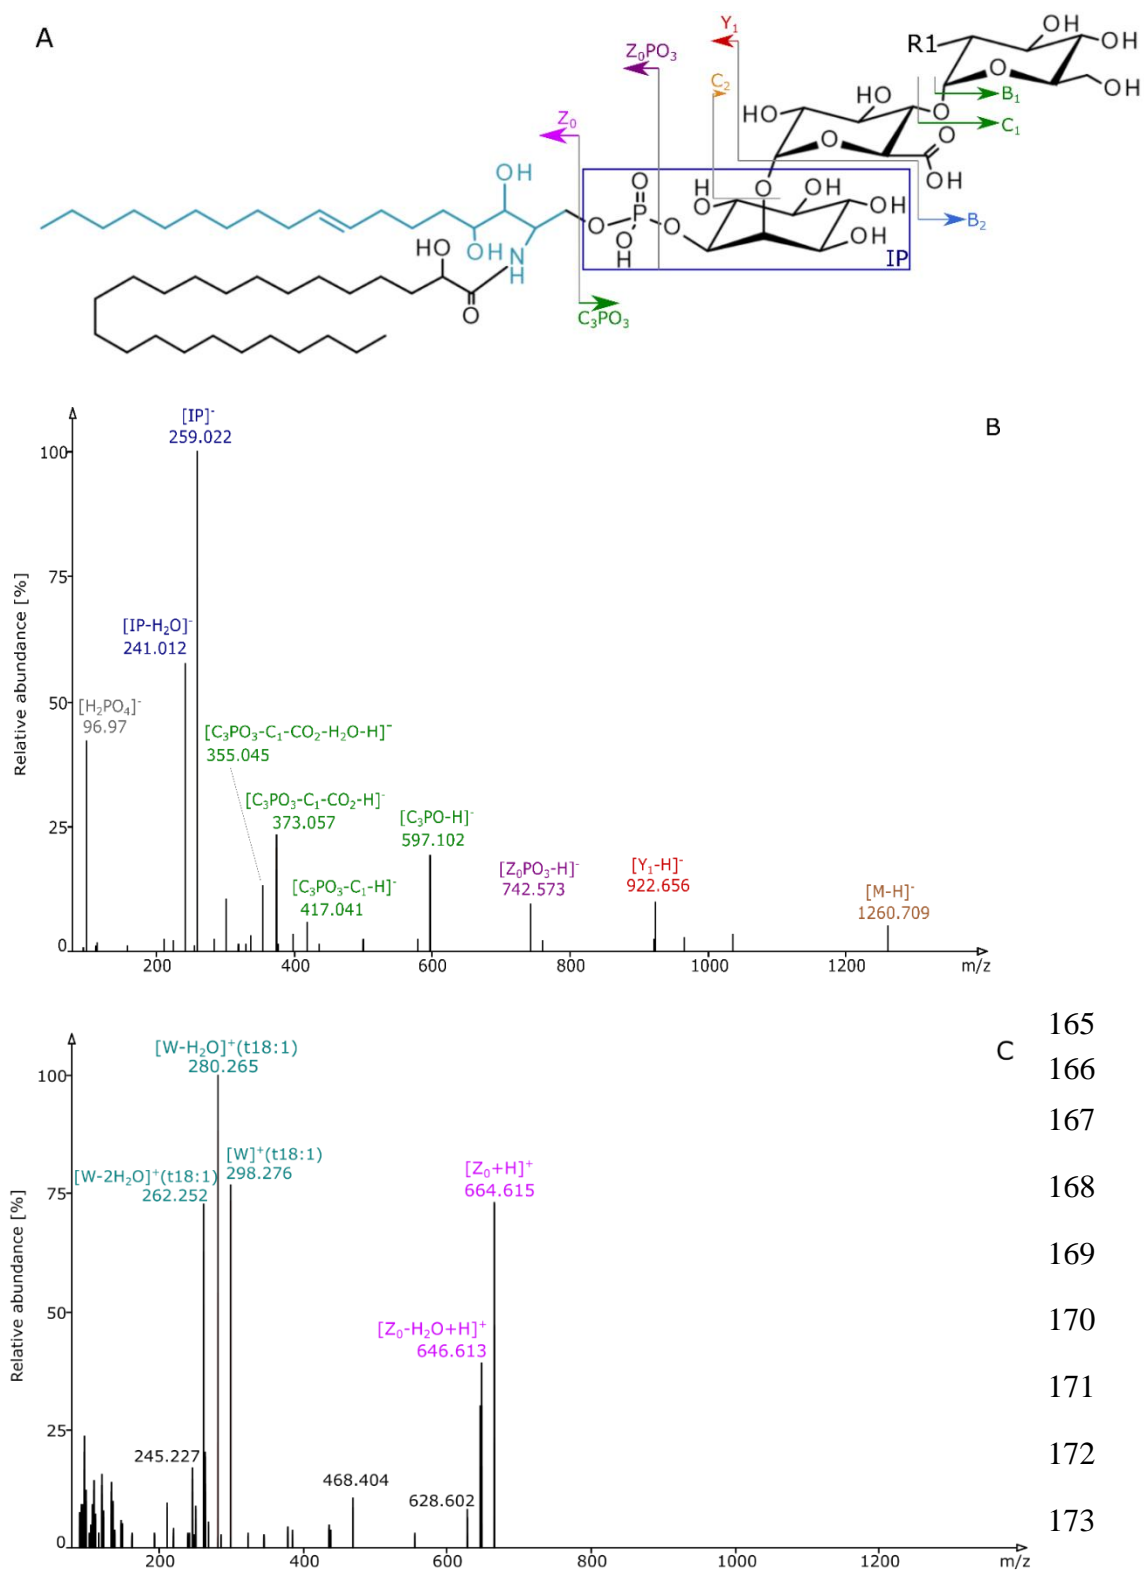 A
Y₁
Z₀PO₃
C₂
Z₀
R1
OH
OH
O
OH
B₁
C₁
HO
HO
O
O
O
OH
OH
O
P
O
H
O
O
H
O
OH
OH
OH
IP
B₂
OH
N
H
HO
O
C₃PO₃
B
[IP]⁻
259.022
[IP-H₂O]⁻
241.012
[H₂PO₄]⁻
96.97
[C₃PO₃-C₁-CO₂-H₂O-H]⁻
355.045
[C₃PO₃-C₁-CO₂-H]⁻
373.057
[C₃PO₃-C₁-H]⁻
417.041
[C₃PO-H]⁻
597.102
[Z₀PO₃-H]⁻
742.573
[Y₁-H]⁻
922.656
[M-H]⁻
1260.709
Relative abundance [%]
100
75
50
25
0
200 400 600 800 1000 1200 m/z
C
[W-H₂O]⁺(t18:1)
280.265
[W]⁺(t18:1)
298.276
[W-2H₂O]⁺(t18:1)
262.252
[Z₀+H]⁺
664.615
[Z₀-H₂O+H]⁺
646.613
245.227
468.404
628.602
Relative abundance [%]
100
75
50
25
0
200 400 600 800 1000 1200 m/z
165
166
167
168
169
170
171
172
173